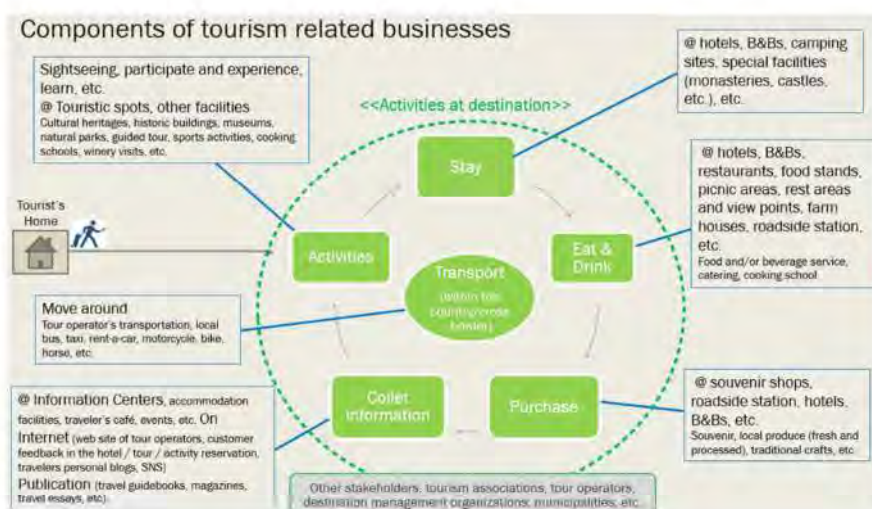 Components of tourism related businesses
Sightseeing, participate and experience,
learn, etc.
@ Touristic spots, other facilities
Cultural heritages, historic buildings, museums,
natural parks, guided tour, sports activities, cooking
schools, winery visits, etc.
<<Activities at destination>>
@ hotels, B&Bs, camping
sites, special facilities
(monasteries, castles,
etc.), etc.
Stay
@ hotels, B&Bs,
restaurants, food stands,
picnic areas, rest areas
and view points, farm
houses, roadside station,
etc.
Food and/or beverage service,
catering, cooking school
Tourist's
Home
Activities
Eat &
Drink
Transport
(within the
country/cross
border)
Move around
Tour operator's transportation, local
bus, taxi, rent-a-car, motorcycle, bike,
horse, etc.
@ Information Centers, accommodation
facilities, traveler's café, events, etc. On
Internet (web site of tour operators, customer
feedback in the hotel / tour / activity reservation,
travelers personal blogs, SNS)
Publication (travel guidebooks, magazines,
travel essays, etc).
Collet
information
Purchase
@ souvenir shops,
roadside station, hotels,
B&Bs, etc.
Souvenir, local produce (fresh and
processed), traditional crafts, etc
Other stakeholders, tourism associations, tour operators,
destination management organizations, municipalities, etc.